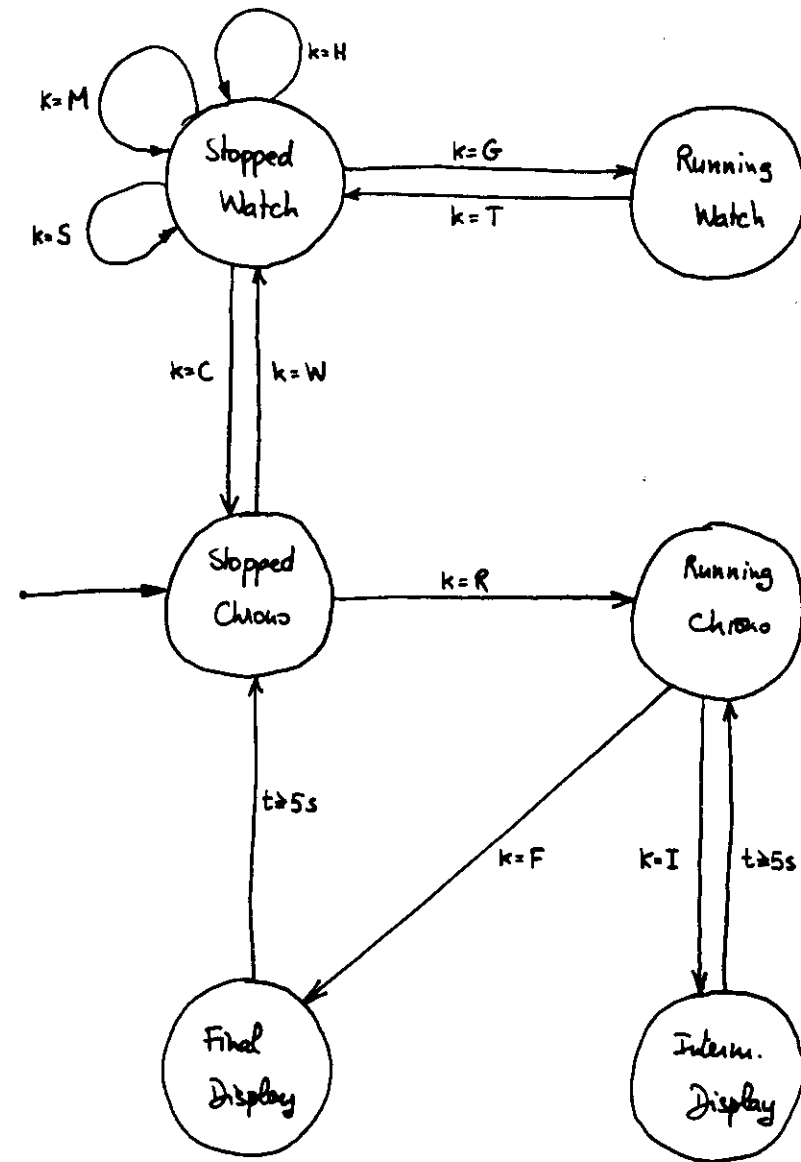 k=H
k=M
Stopped
Watch
k=G
Running
Watch
k=T
k=S
k=C
k=W
Stopped
Chrono
k=R
Running
Chrono
t≥5s
k=F
k=I
t≥5s
Final
Display
Interm.
Display